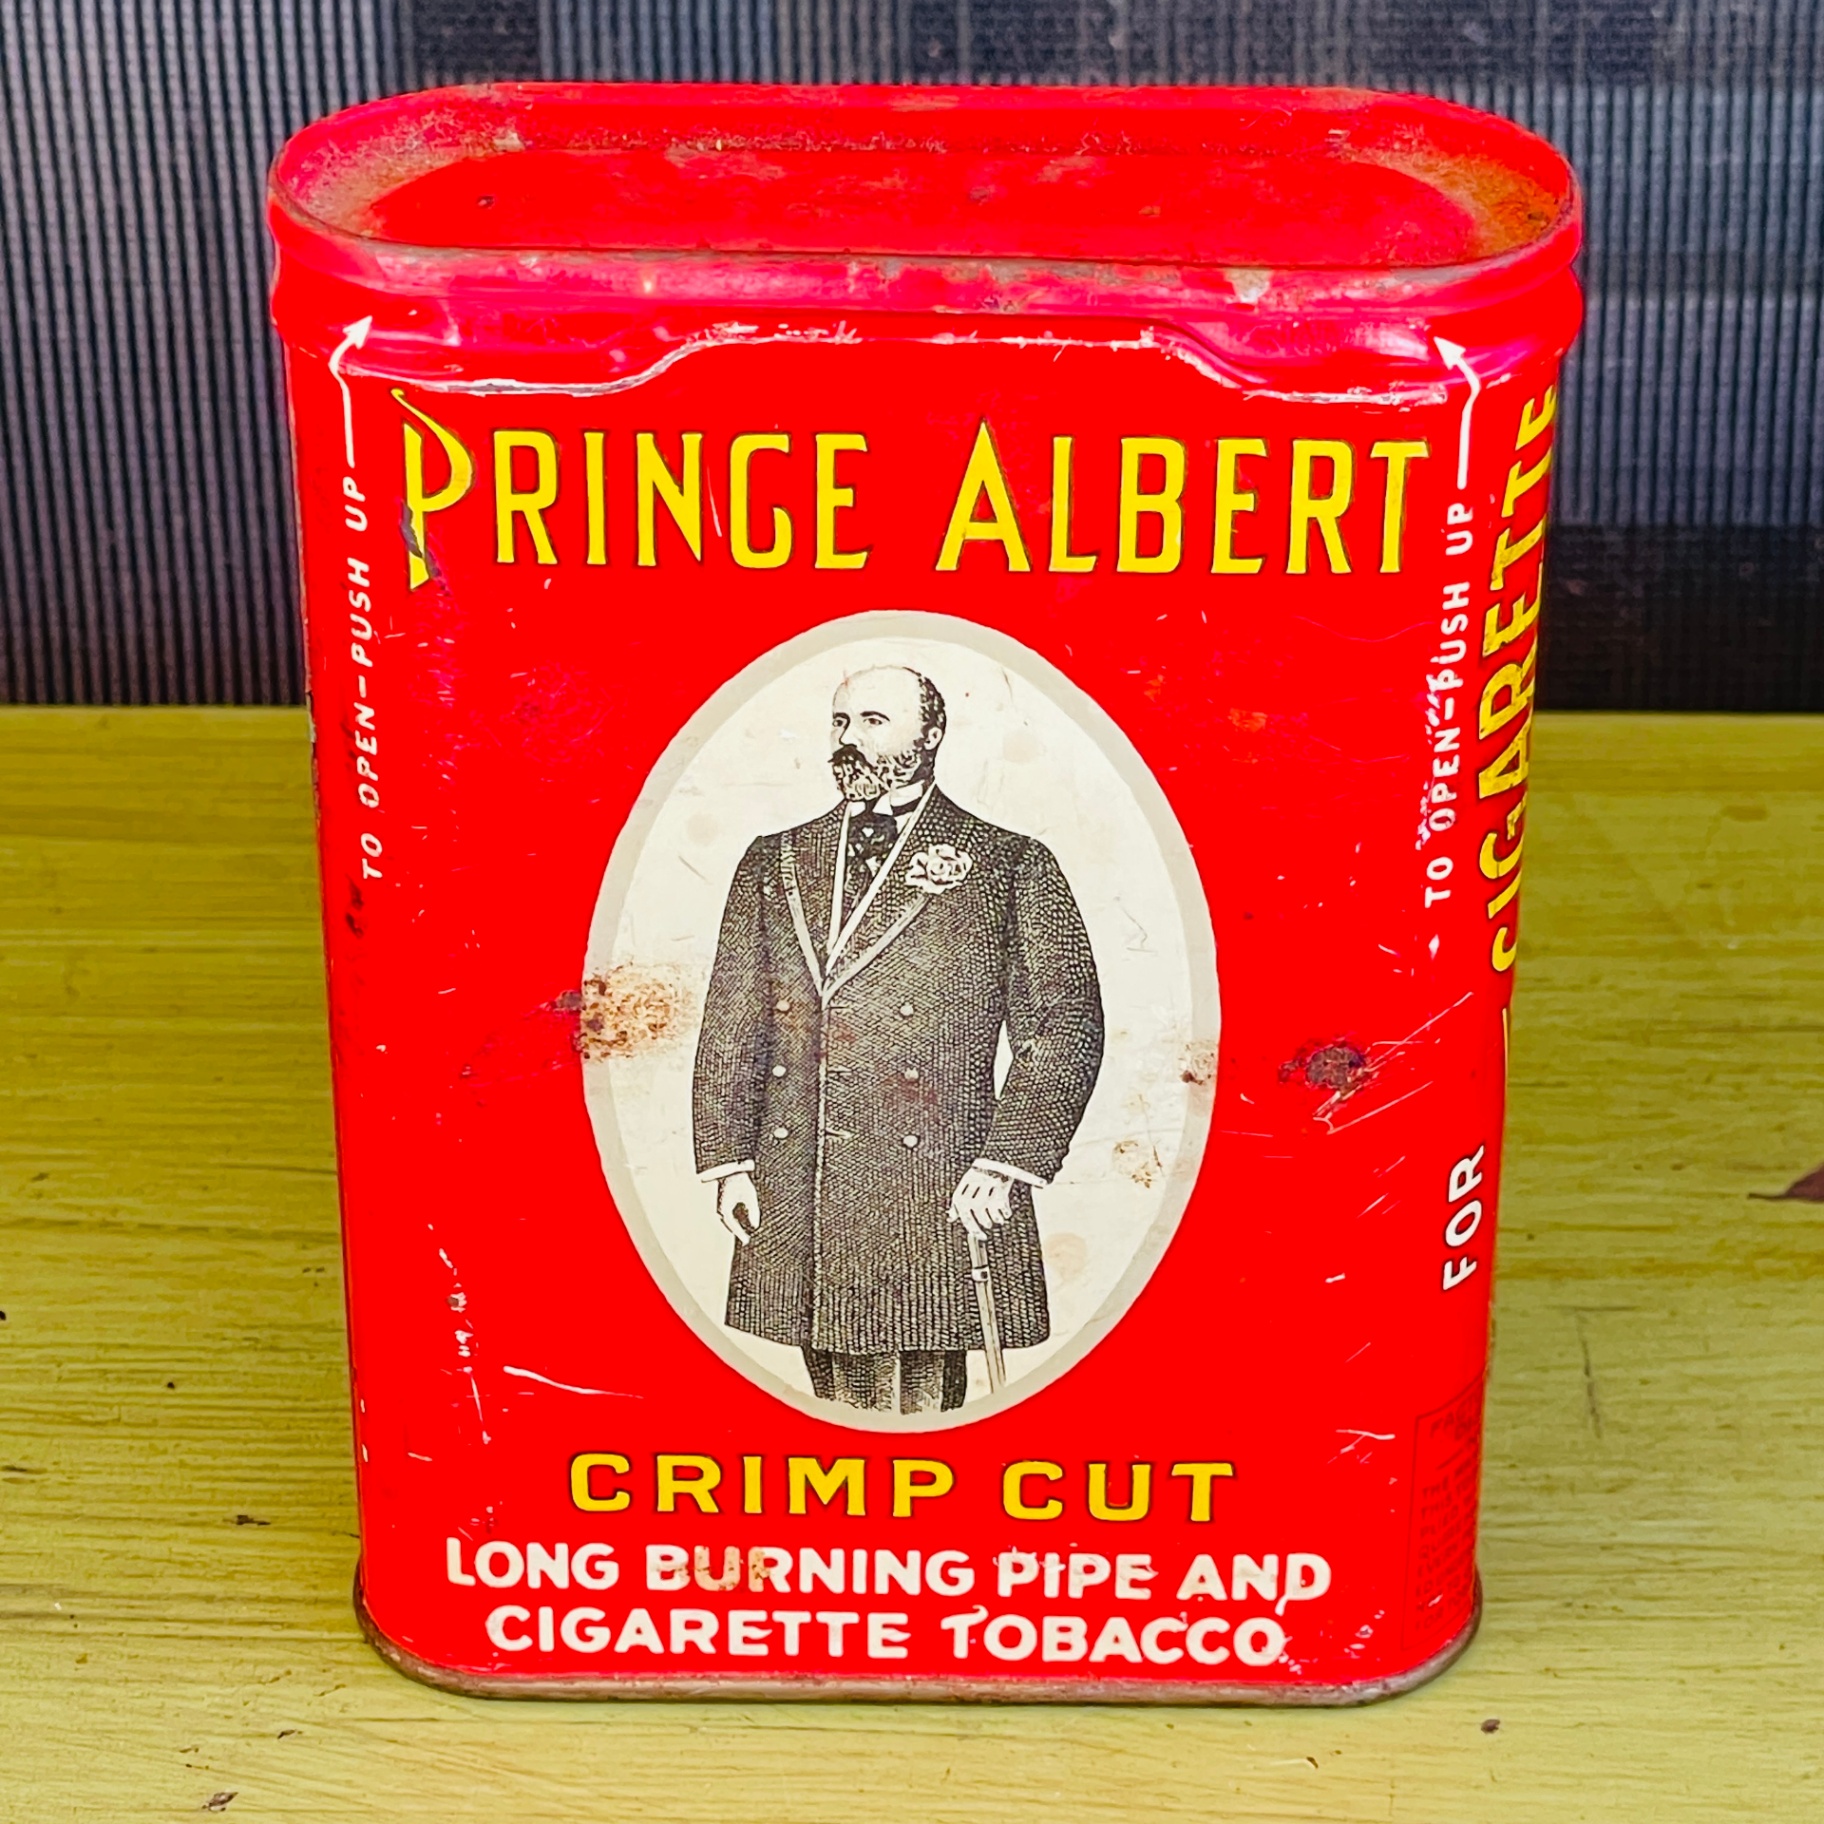 PRINCE ALBERT
TO OPEN-PUSH UP
TO OPEN-PUSH UP
CRIMP CUT
LONG BURNING PIPE AND
CIGARETTE TOBACCO
FOR CIGARETTE